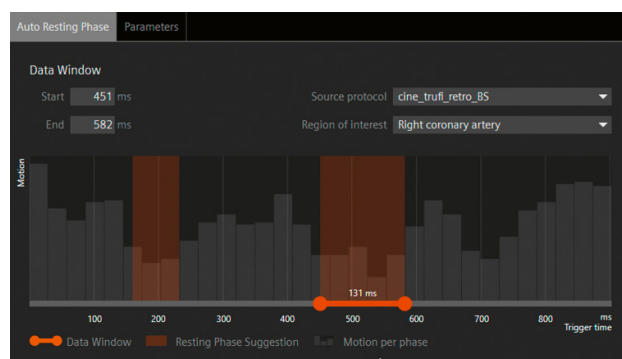 Auto Resting Phase Parameters
Data Window
Start 451 ms Source protocol cine_trufi_retro_BS
End 582 ms Region of interest Right coronary artery
Motion
131 ms
100 200 300 400 500 600 700 800 ms
Trigger time
Data Window Resting Phase Suggestion Motion per phase